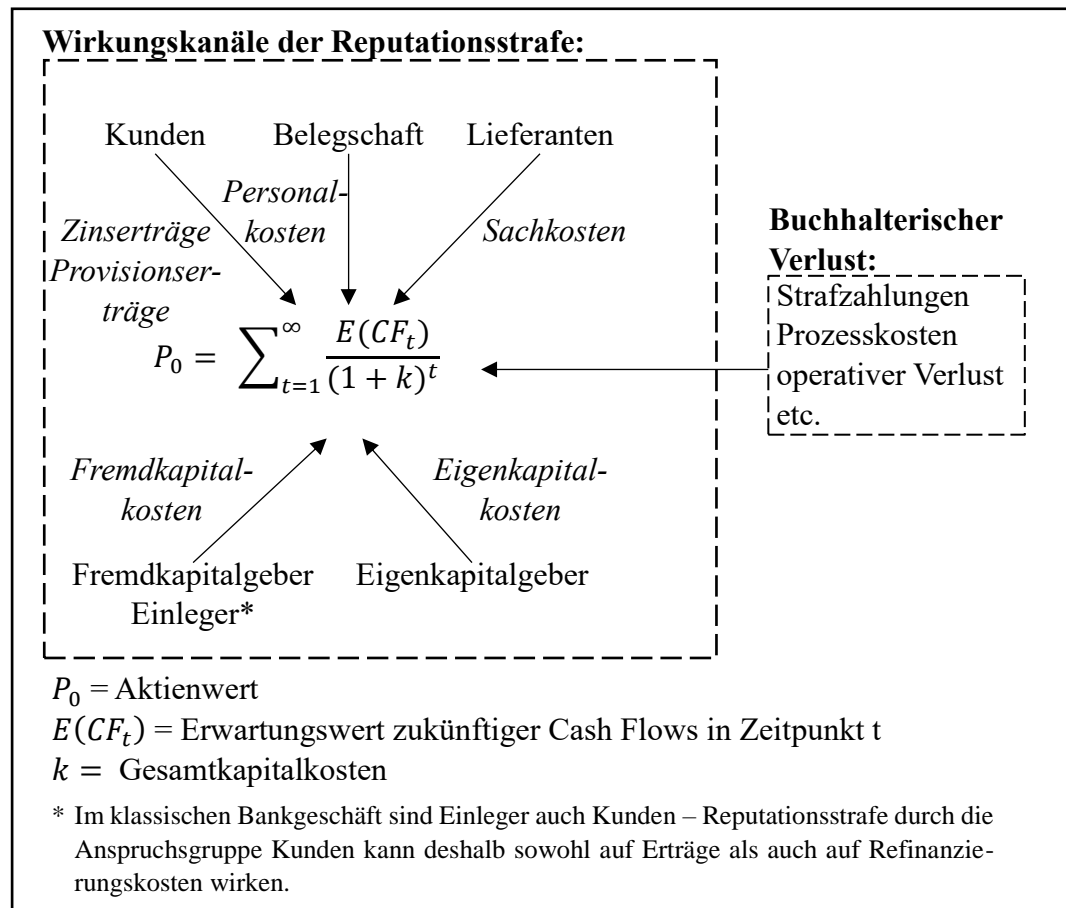 Wirkungskanäle der Reputationsstrafe:
Kunden Belegschaft Lieferanten
Personal-
kosten
Zinserträge
Provisionser-
träge
Sachkosten
P₀ = ∑_{t=1}^{∞} E(CF_t) / (1 + k)^t
Fremdkapital-
kosten
Eigenkapital-
kosten
Fremdkapitalgeber
Einleger*
Eigenkapitalgeber
Buchhalterischer
Verlust:
Strafzahlungen
Prozesskosten
operativer Verlust
etc.
P₀ = Aktienwert
E(CF_t) = Erwartungswert zukünftiger Cash Flows in Zeitpunkt t
k = Gesamtkapitalkosten
* Im klassischen Bankgeschäft sind Einleger auch Kunden – Reputationsstrafe durch die
Anspruchsgruppe Kunden kann deshalb sowohl auf Erträge als auch auf Refinanzie-
rungskosten wirken.